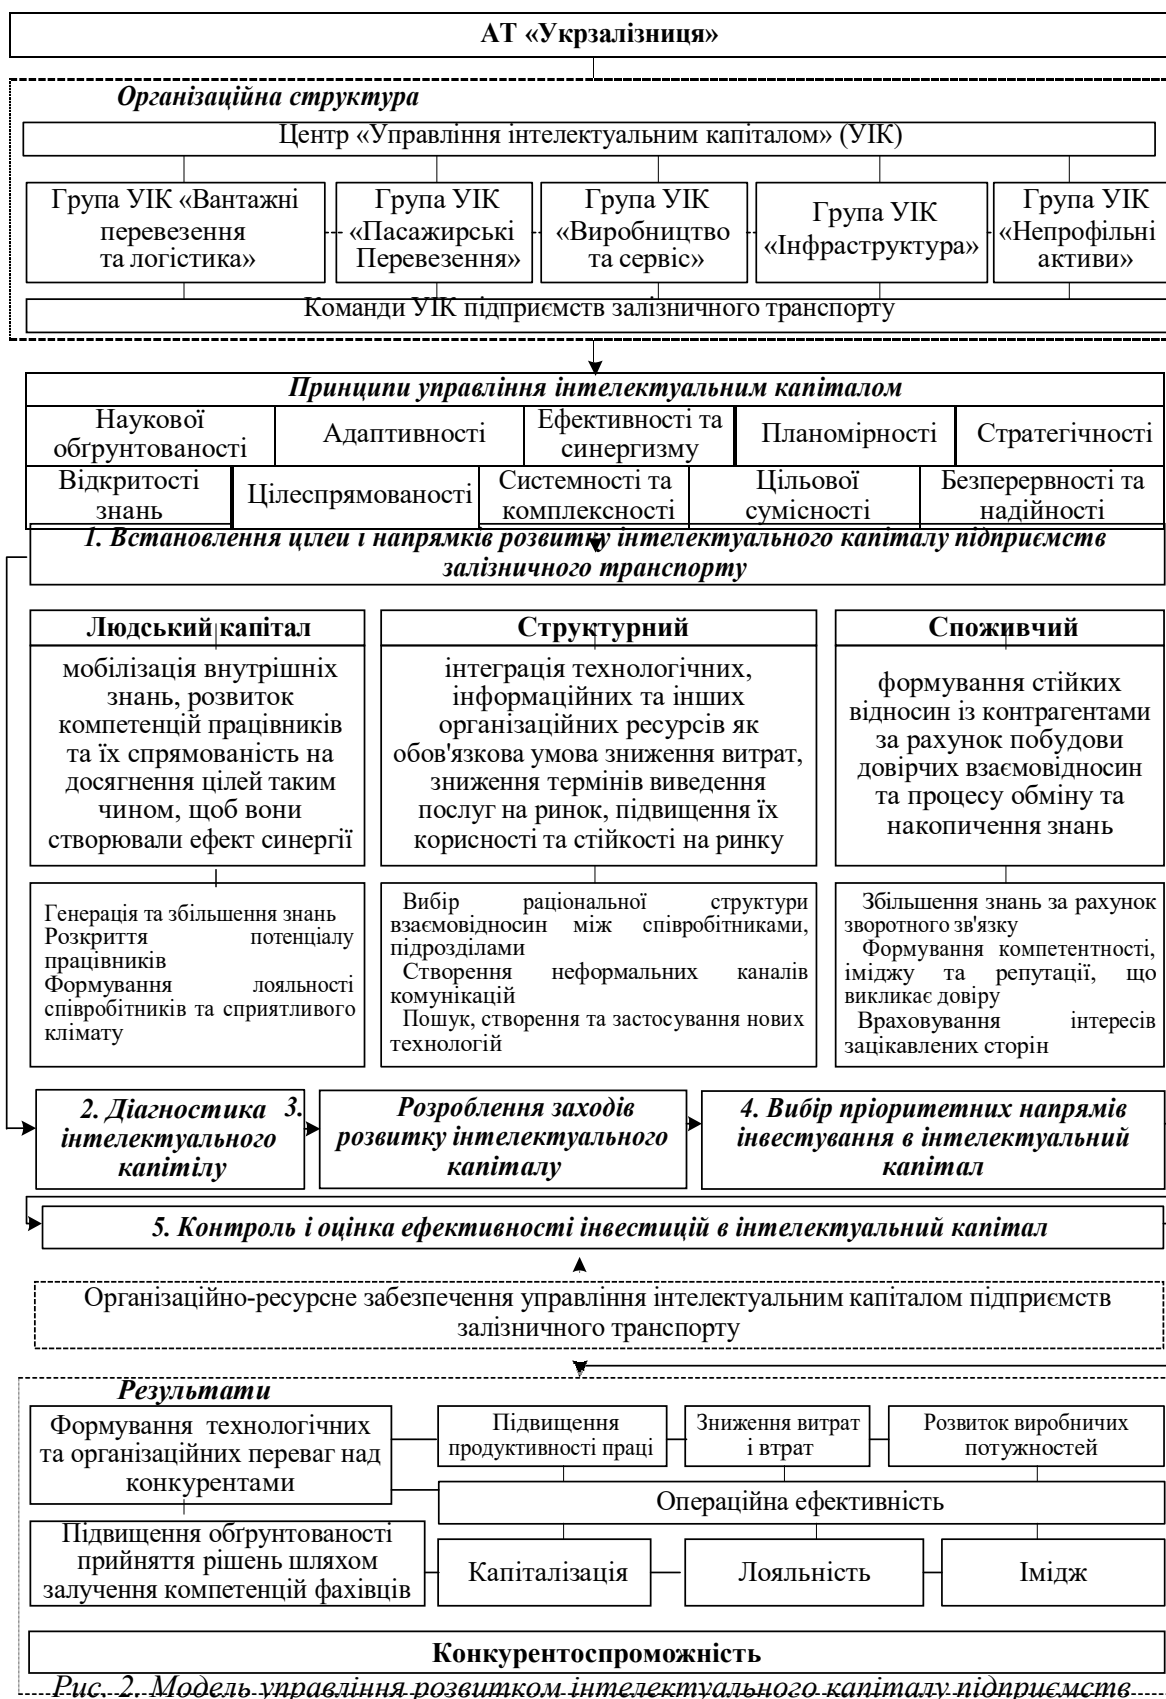 АТ «Укрзалізниця»
Організаційна структура
Центр «Управління інтелектуальним капіталом» (УІК)
Група УІК «Вантажні
перевезення
та логістика»
Група УІК
«Пасажирські
Перевезення»
Група УІК
«Виробництво
та сервіс»
Група УІК
«Інфраструктура»
Група УІК
«Непрофільні
активи»
Команди УІК підприємств залізничного транспорту
Принципи управління інтелектуальним капіталом
Наукової
обґрунтованості
Адаптивності
Ефективності та
синергизму
Планомірності
Стратегічності
Відкритості
знань
Цілеспрямованості
Системності та
комплексності
Цільової
сумісності
Безперервності та
надійності
1. Встановлення цілей і напрямків розвитку інтелектуального капіталу підприємств
залізничного транспорту
Людський капітал
мобілізація внутрішніх
знань, розвиток
компетенцій працівників
та їх спрямованість на
досягнення цілей таким
чином, щоб вони
створювали ефект синергії
Генерація та збільшення знань
Розкриття потенціалу
працівників
Формування лояльності
співробітників та сприятливого
клімату
Структурний
інтеграція технологічних,
інформаційних та інших
організаційних ресурсів як
обов'язкова умова зниження витрат,
зниження термінів виведення
послуг на ринок, підвищення їх
корисності та стійкості на ринку
Вибір раціональної структури
взаємовідносин між співробітниками,
підрозділами
Створення неформальних каналів
комунікацій
Пошук, створення та застосування нових
технологій
Споживчий
формування стійких
відносин із контрагентами
за рахунок побудови
довірчих взаємовідносин
та процесу обміну та
накопичення знань
Збільшення знань за рахунок
зворотного зв'язку
Формування компетентності,
іміджу та репутації, що
викликає довіру
Враховування інтересів
зацікавлених сторін
2. Діагностика
інтелектуального
капітілу
3.
Розроблення заходів
розвитку інтелектуального
капіталу
4. Вибір пріоритетних напрямів
інвестування в інтелектуальний
капітал
5. Контроль і оцінка ефективності інвестицій в інтелектуальний капітал
Організаційно-ресурсне забезпечення управління інтелектуальним капіталом підприємств
залізничного транспорту
Результати
Формування технологічних
та організаційних переваг над
конкурентами
Підвищення
продуктивності праці
Зниження витрат
і втрат
Розвиток виробничих
потужностей
Операційна ефективність
Підвищення обґрунтованості
прийняття рішень шляхом
залучення компетенцій фахівців
Капіталізація
Лояльність
Імідж
Конкурентоспроможність
Рис. 2. Модель управління розвитком інтелектуального капіталу підприємств